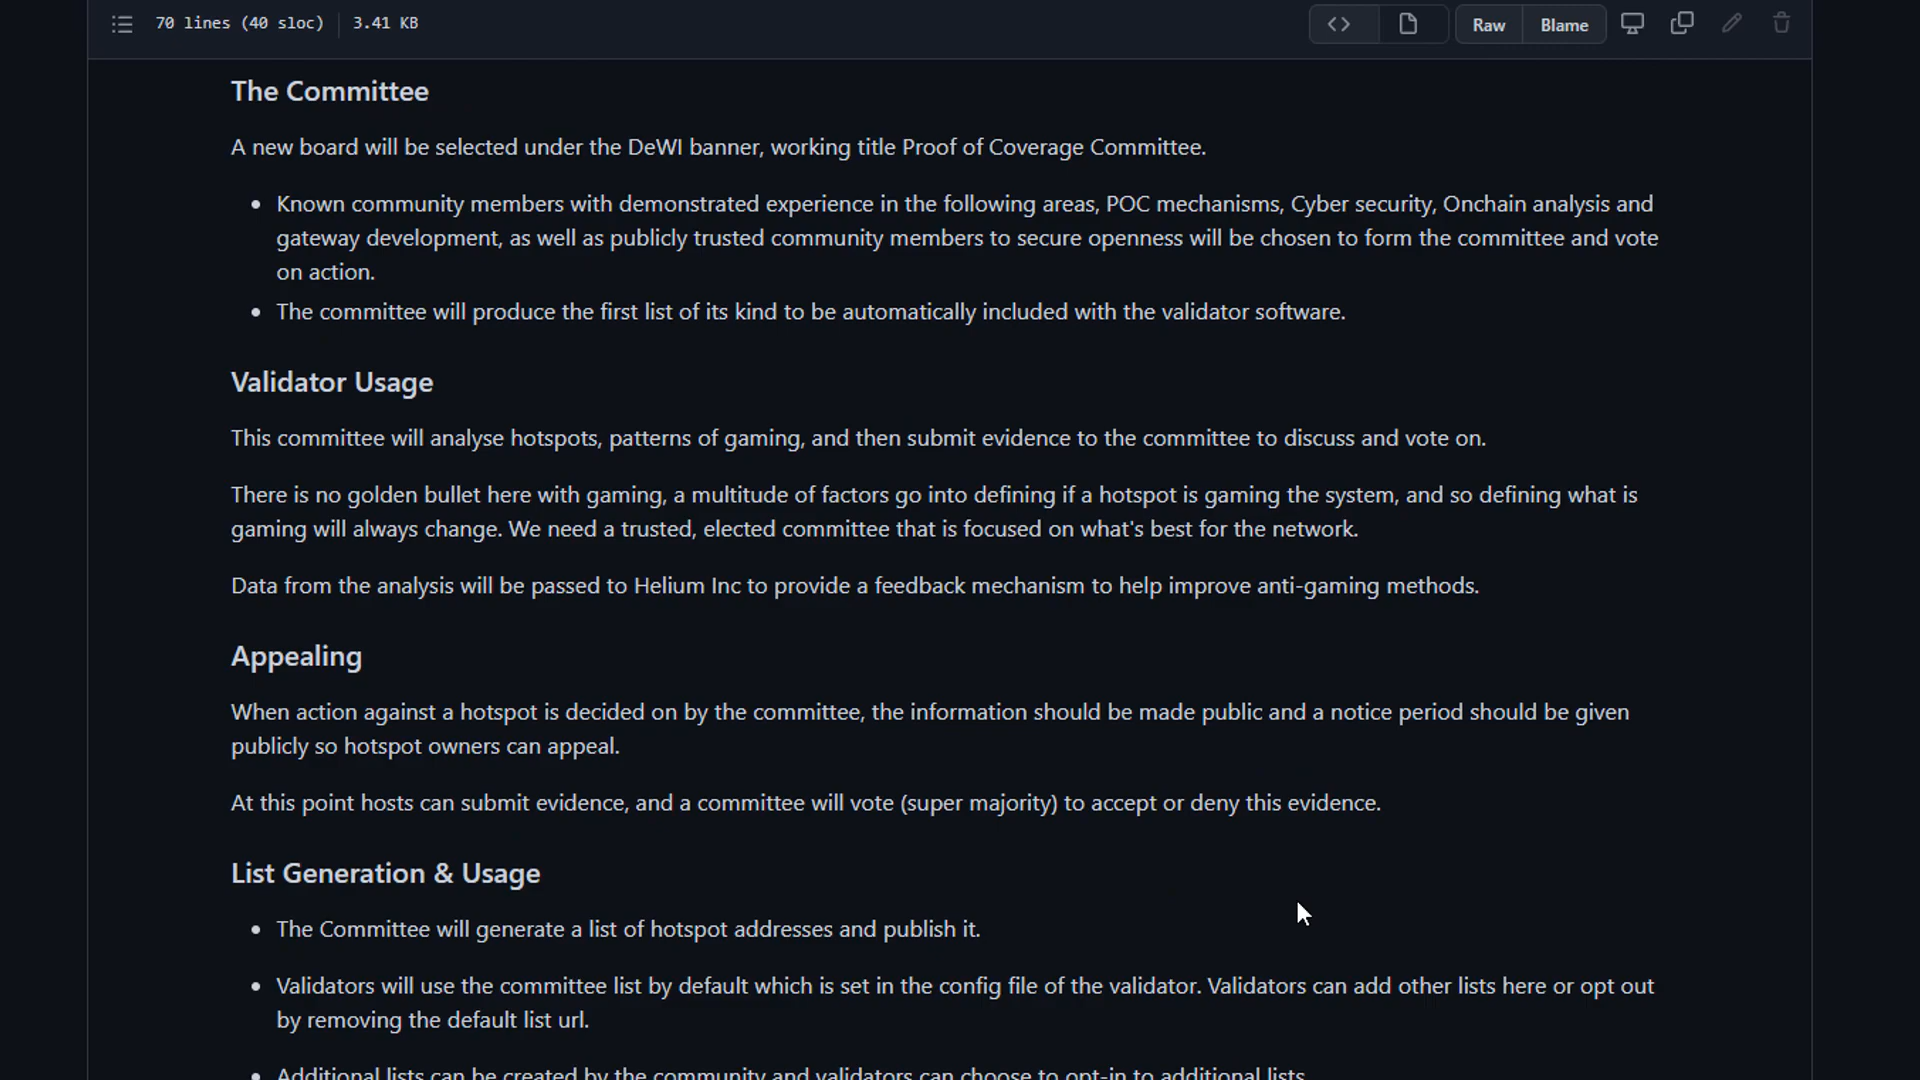 70 lines (40 sloc) 3.41 KB Raw Blame
The Committee
A new board will be selected under the DeWI banner, working title Proof of Coverage Committee.
Known community members with demonstrated experience in the following areas, POC mechanisms, Cyber security, Onchain analysis and
gateway development, as well as publicly trusted community members to secure openness will be chosen to form the committee and vote
on action.
The committee will produce the first list of its kind to be automatically included with the validator software.
Validator Usage
This committee will analyse hotspots, patterns of gaming, and then submit evidence to the committee to discuss and vote on.
There is no golden bullet here with gaming, a multitude of factors go into defining if a hotspot is gaming the system, and so defining what is
gaming will always change. We need a trusted, elected committee that is focused on what's best for the network.
Data from the analysis will be passed to Helium Inc to provide a feedback mechanism to help improve anti-gaming methods.
Appealing
When action against a hotspot is decided on by the committee, the information should be made public and a notice period should be given
publicly so hotspot owners can appeal.
At this point hosts can submit evidence, and a committee will vote (super majority) to accept or deny this evidence.
List Generation & Usage
The Committee will generate a list of hotspot addresses and publish it.
Validators will use the committee list by default which is set in the config file of the validator. Validators can add other lists here or opt out
by removing the default list url.
Additional lists can be created by the community and validators can choose to opt-in to additional lists.